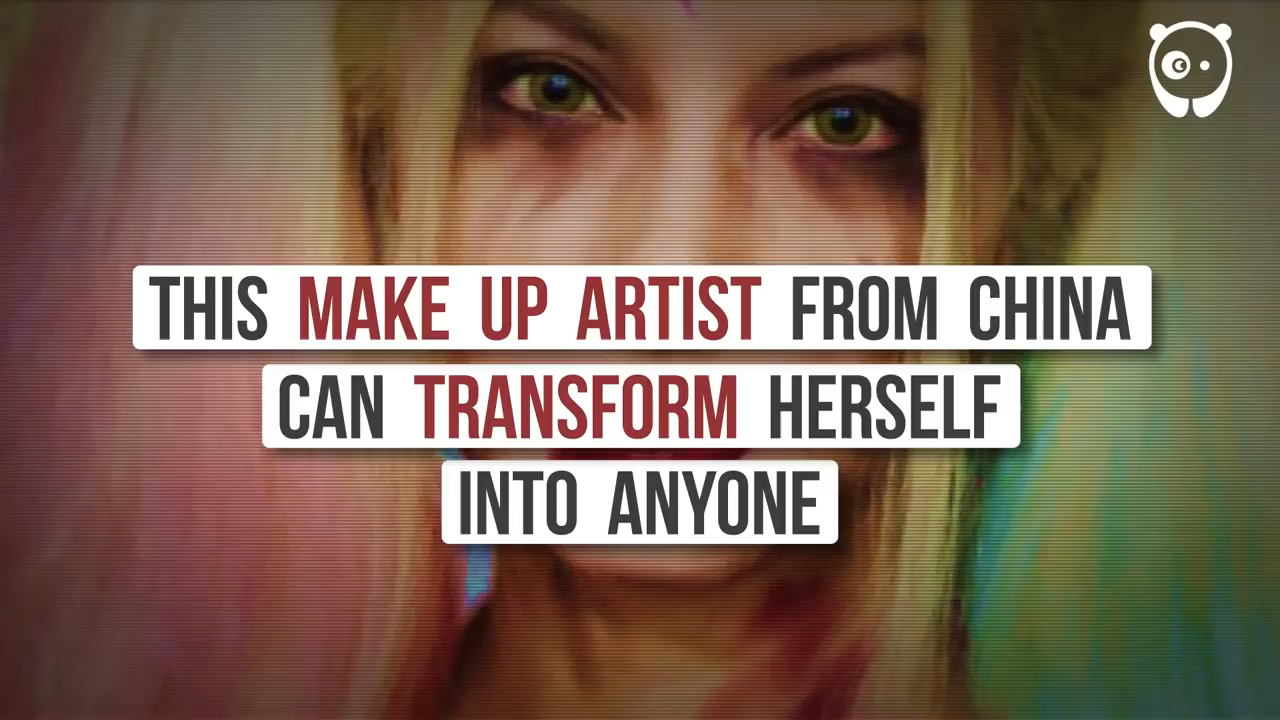 THIS MAKE UP ARTIST FROM CHINA
CAN TRANSFORM HERSELF
INTO ANYONE